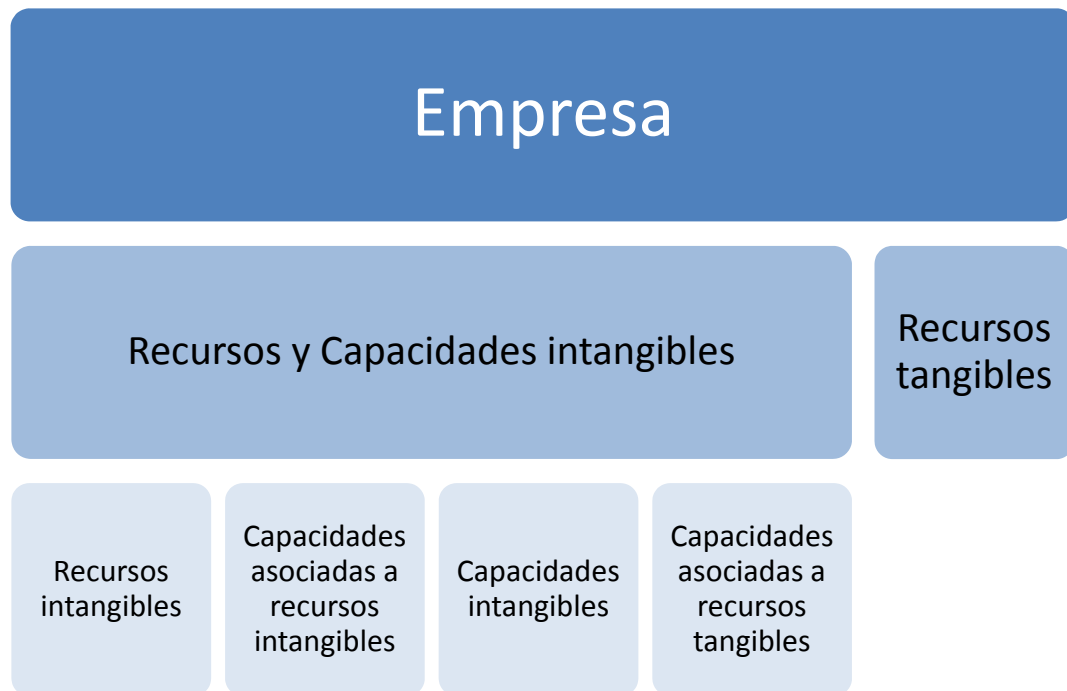 Empresa
Recursos y Capacidades intangibles
Recursos
tangibles
Recursos
intangibles
Capacidades
asociadas a
recursos
intangibles
Capacidades
intangibles
Capacidades
asociadas a
recursos
tangibles